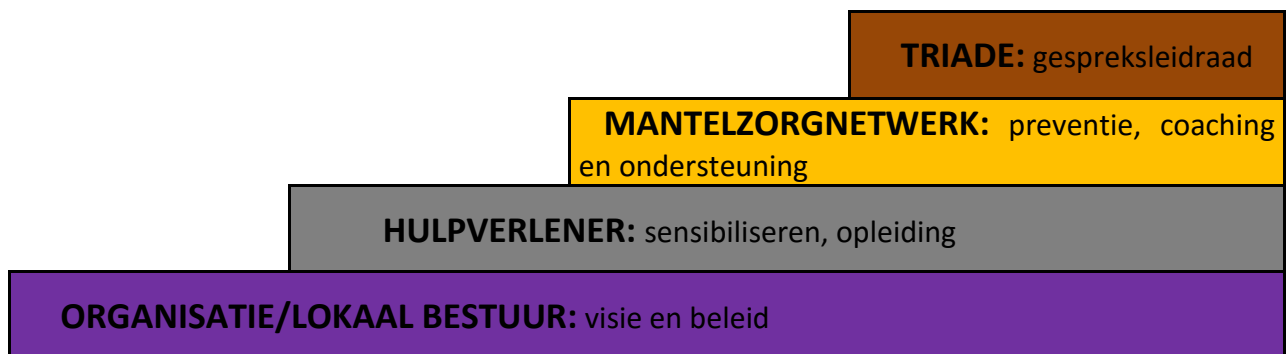 TRIADE: gespreksleidraad
MANTELZORGNETWERK: preventie, coaching
en ondersteuning
HULPVERLENER: sensibiliseren, opleiding
ORGANISATIE/LOKAAL BESTUUR: visie en beleid